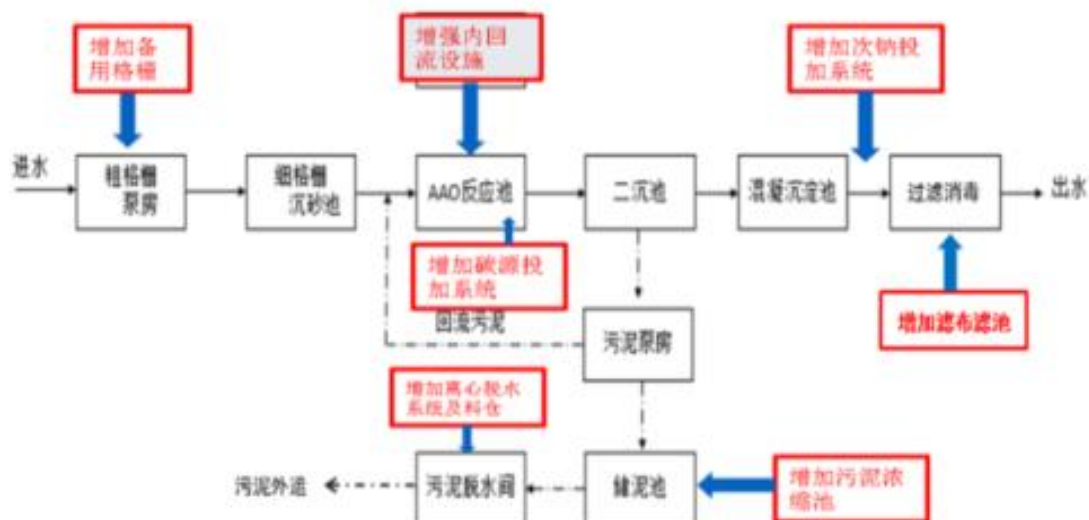 增加备
用格栅
增强内回
流设施
增加次钠投
加系统
进水
粗格栅
泵房
细格栅
沉砂池
AAO反应池
二沉池
混凝沉淀池
过滤消毒
出水
增加碳源投
加系统
回流污泥
污泥泵房
增加滤布滤池
增加离心脱水
系统及料仓
污泥外运
污泥脱水间
储泥池
增加污泥浓
缩池